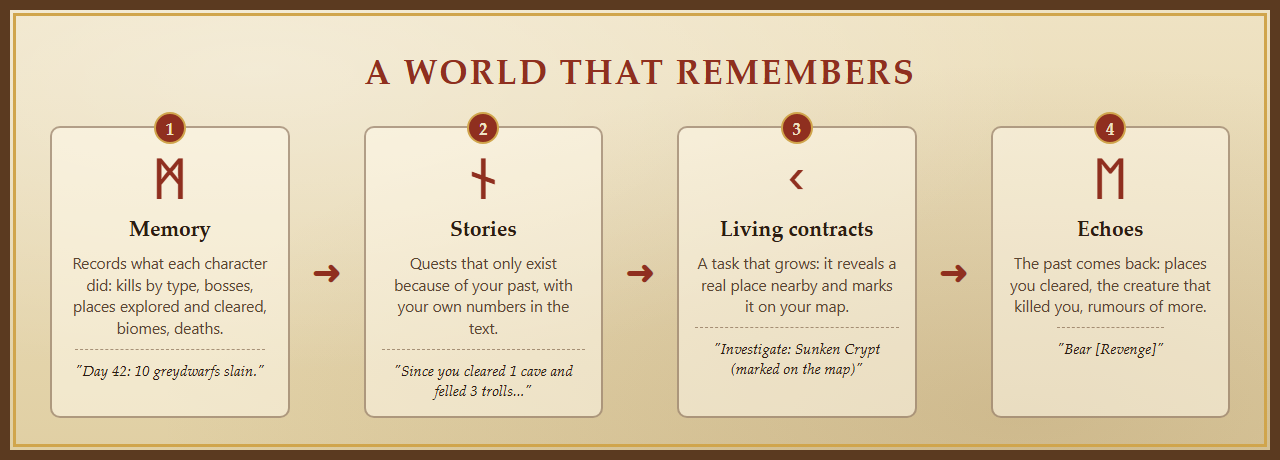 A WORLD THAT REMEMBERS
1
ᛗ
Memory
Records what each character
did: kills by type, bosses,
places explored and cleared,
biomes, deaths.
"Day 42: 10 greydwarfs slain."
2
ᚾ
Stories
Quests that only exist
because of your past, with
your own numbers in the
text.
"Since you cleared 1 cave and
felled 3 trolls..."
3
ᚲ
Living contracts
A task that grows: it reveals a
real place nearby and marks
it on your map.
"Investigate: Sunken Crypt
(marked on the map)"
4
ᛖ
Echoes
The past comes back: places
you cleared, the creature that
killed you, rumours of more.
"Bear [Revenge]"